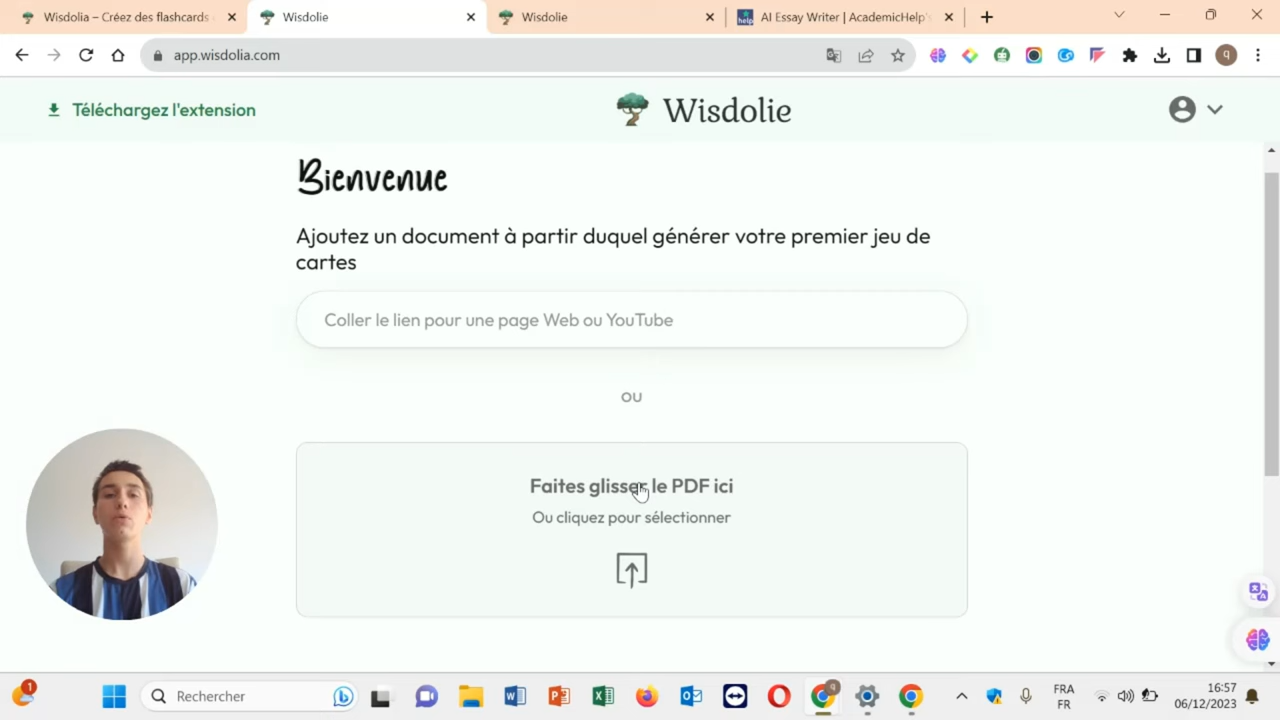 Wisdolia – Créez des flashcards
Wisdolie
Wisdolie
AI Essay Writer | AcademicHelp's
app.wisdolia.com
q
Téléchargez l'extension
Wisdolie
Bienvenue
Ajoutez un document à partir duquel générer votre premier jeu de
cartes
Coller le lien pour une page Web ou YouTube
ou
Faites glisser le PDF ici
Ou cliquez pour sélectionner
1
Rechercher
FRA
FR
16:57
06/12/2023